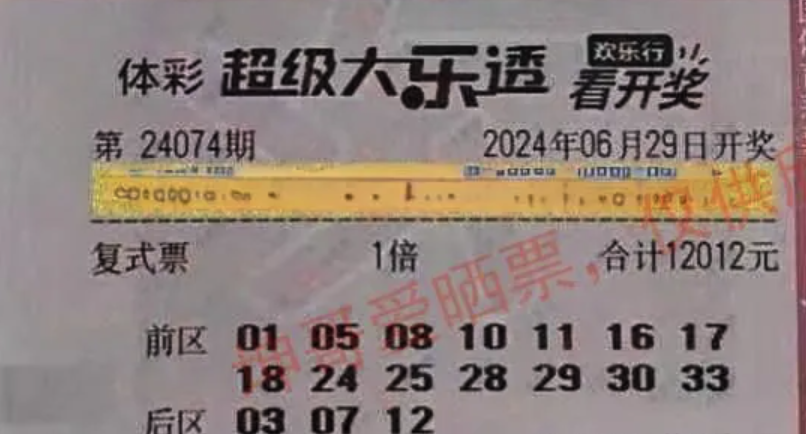 体彩 超级大乐透 欢乐行 看开奖
第 24074期 2024年06月29日开奖
复式票 1倍 合计12012元
前区 01 05 08 10 11 16 17
18 24 25 28 29 30 33
后区 03 07 12
神哥爱晒票，仅供